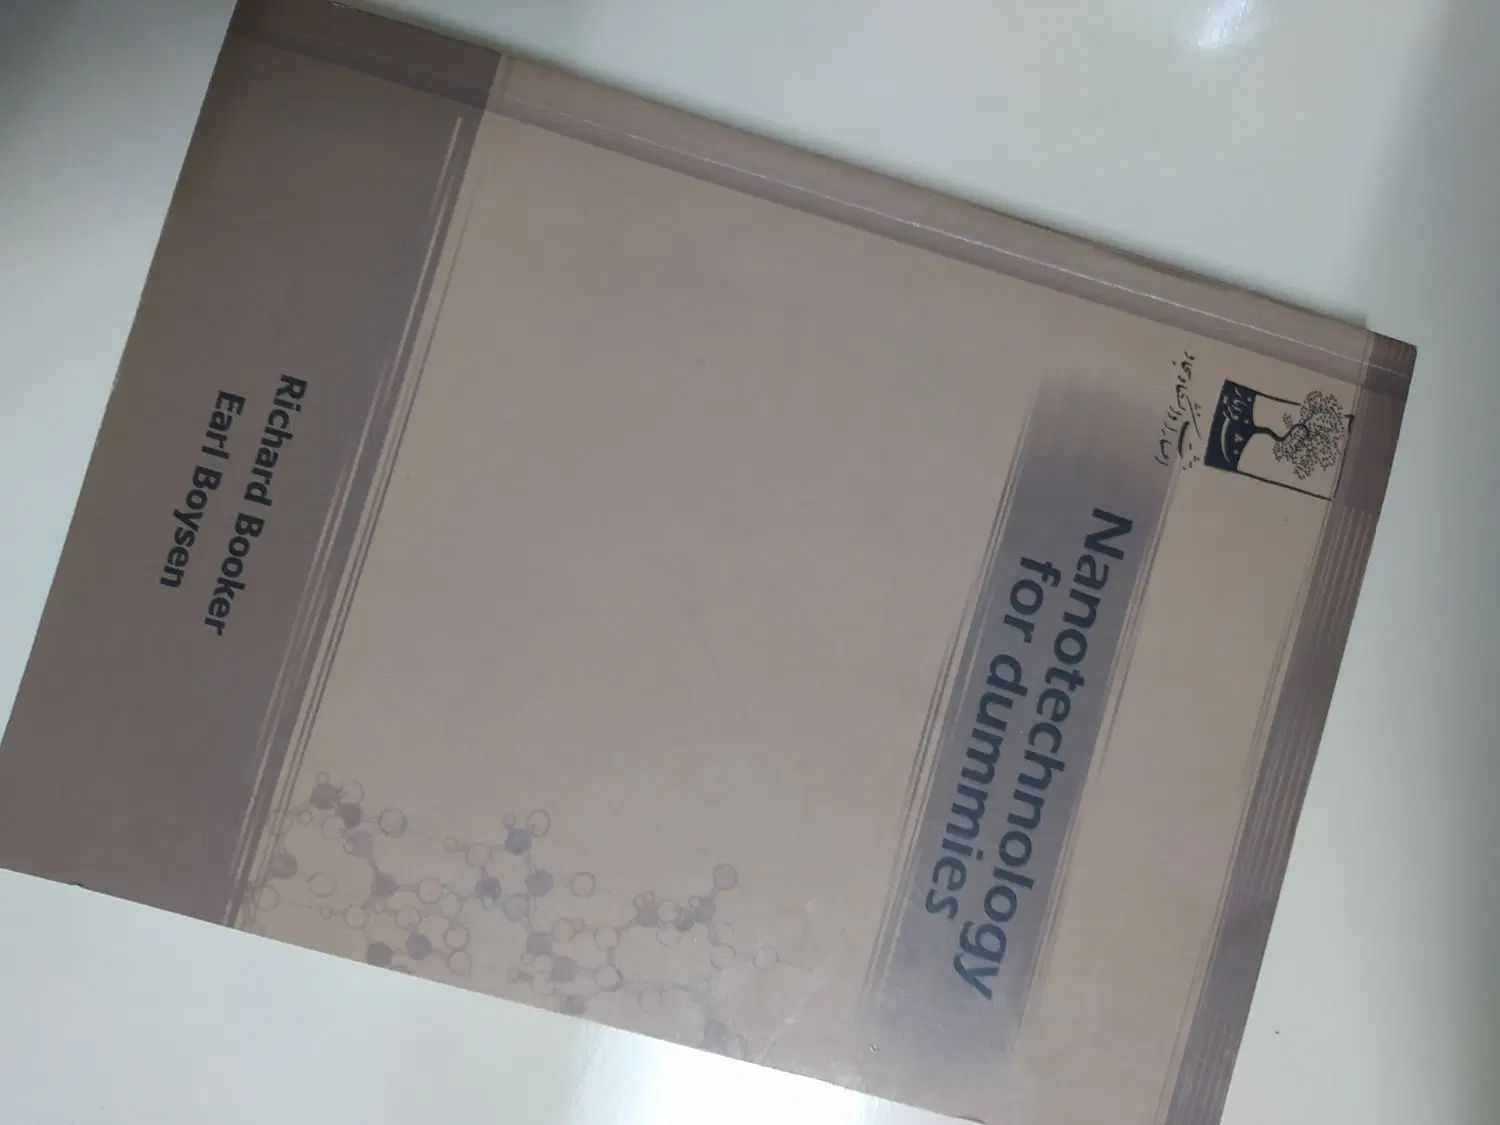 Nanotechnology
for dummies
Richard Booker
Earl Boysen